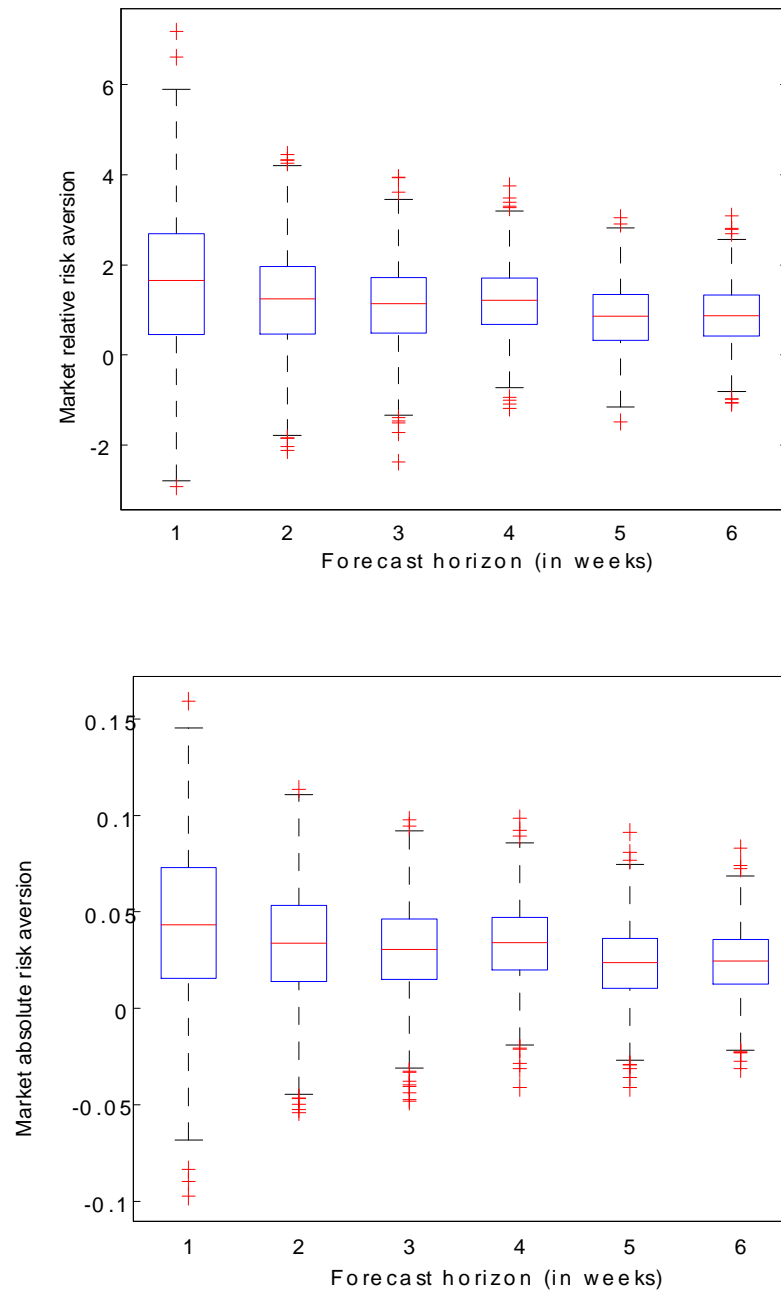 6
4
2
0
-2
Market relative risk aversion
1 2 3 4 5 6
Forecast horizon (in weeks)
0.15
0.1
0.05
0
-0.05
-0.1
Market absolute risk aversion
1 2 3 4 5 6
Forecast horizon (in weeks)